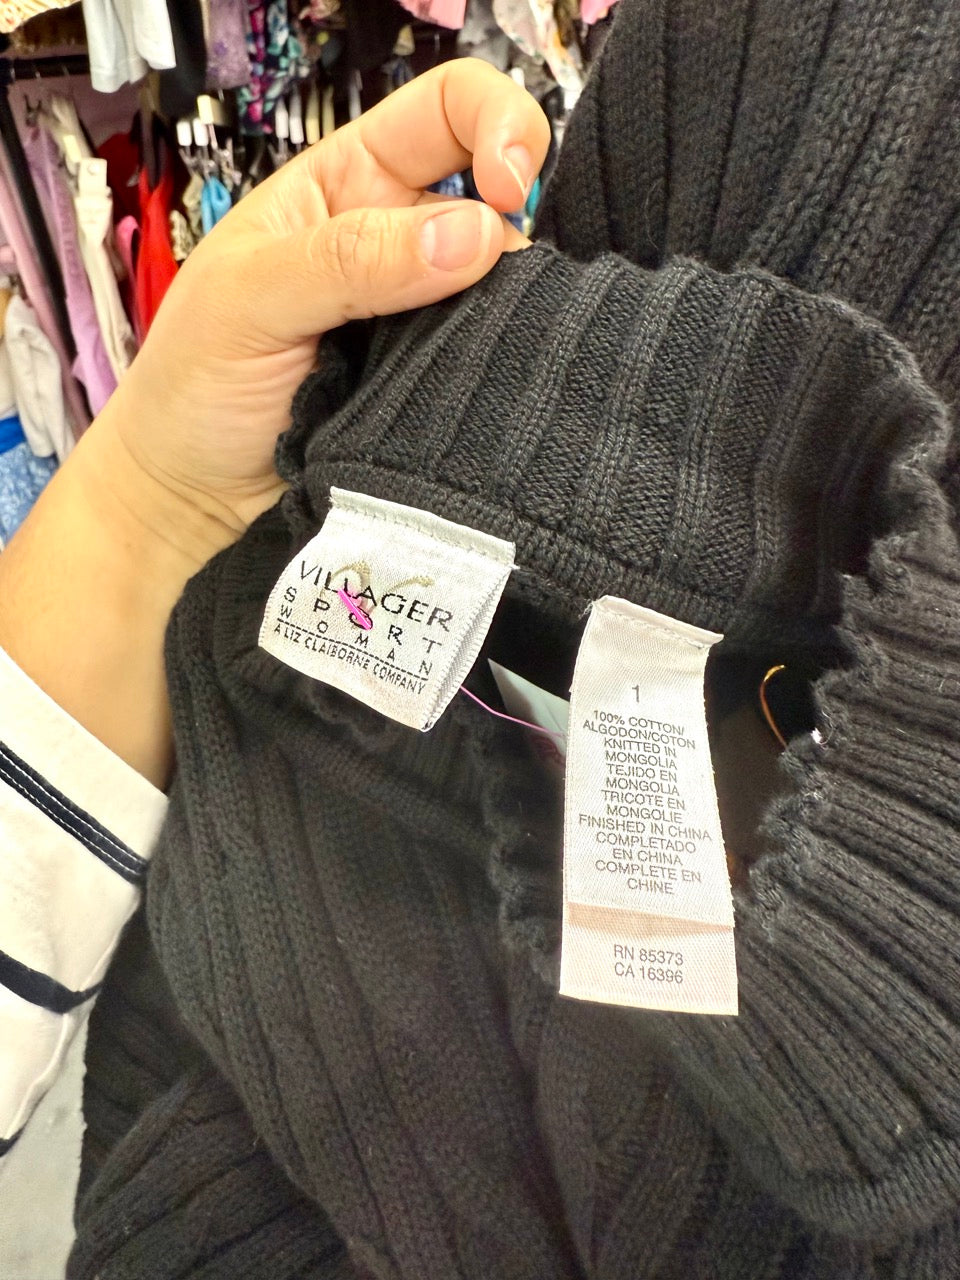 VILLAGER
SPORT
WOMAN
A LIZ CLAIBORNE COMPANY
1
100% COTTON/
ALGODON/COTON
KNITTED IN
MONGOLIA
TEJIDO EN
MONGOLIA
TRICOTE EN
MONGOLIE
FINISHED IN CHINA
COMPLETADO
EN CHINA
COMPLETE EN
CHINE
RN 85373
CA 16396